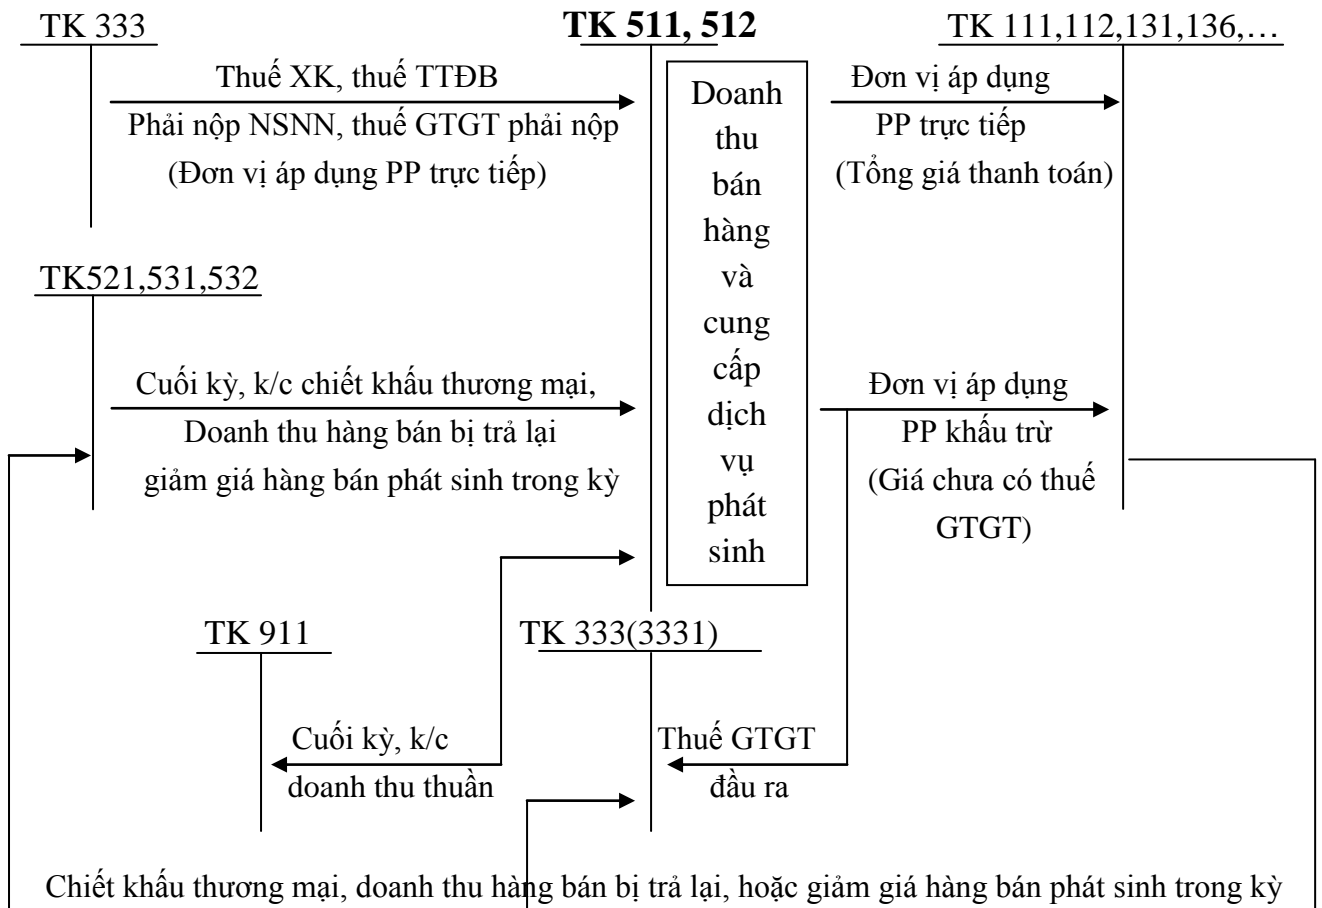 TK 333
TK 511, 512
TK 111,112,131,136,…
Thuế XK, thuế TTĐB
Phải nộp NSNN, thuế GTGT phải nộp
(Đơn vị áp dụng PP trực tiếp)
Doanh
thu
bán
hàng
và
cung
cấp
dịch
vụ
phát
sinh
Đơn vị áp dụng
PP trực tiếp
(Tổng giá thanh toán)
TK521,531,532
Cuối kỳ, k/c chiết khấu thương mại,
Doanh thu hàng bán bị trả lại
giảm giá hàng bán phát sinh trong kỳ
Đơn vị áp dụng
PP khấu trừ
(Giá chưa có thuế
GTGT)
TK 911
TK 333(3331)
Cuối kỳ, k/c
doanh thu thuần
Thuế GTGT
đầu ra
Chiết khấu thương mại, doanh thu hàng bán bị trả lại, hoặc giảm giá hàng bán phát sinh trong kỳ